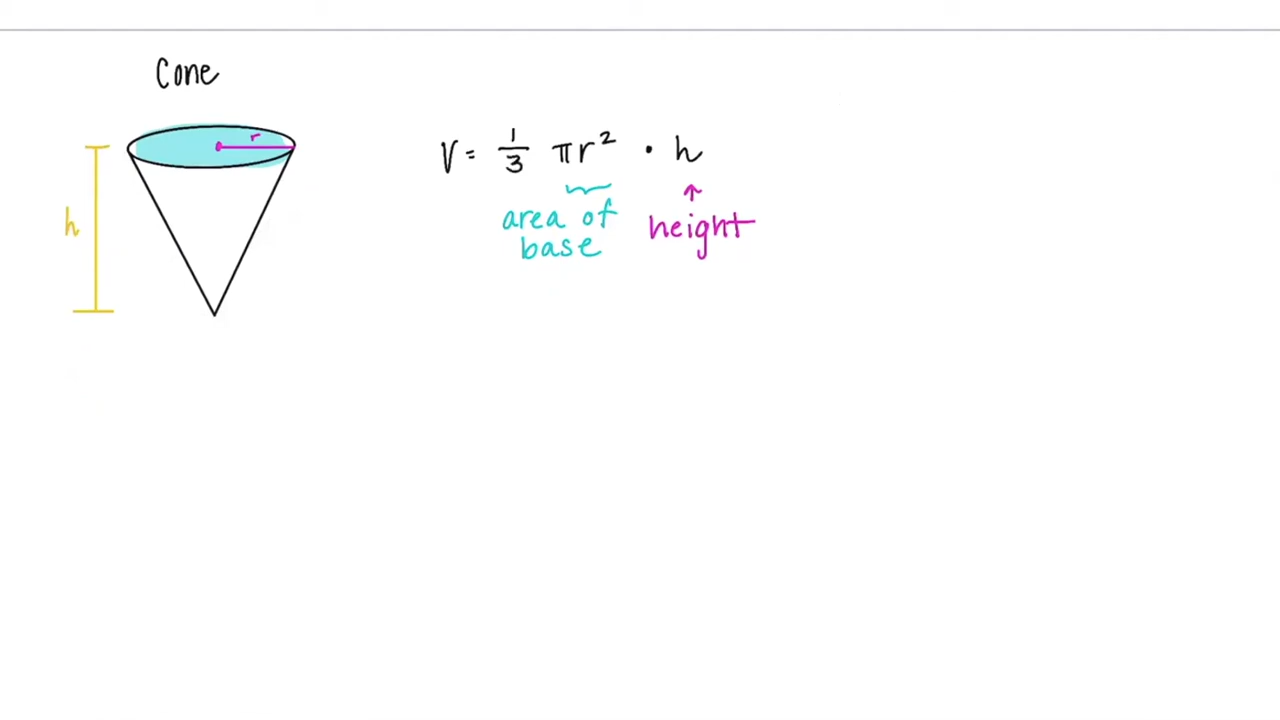 Cone
r
h
V = 1/3 πr² · h
area of
base
height